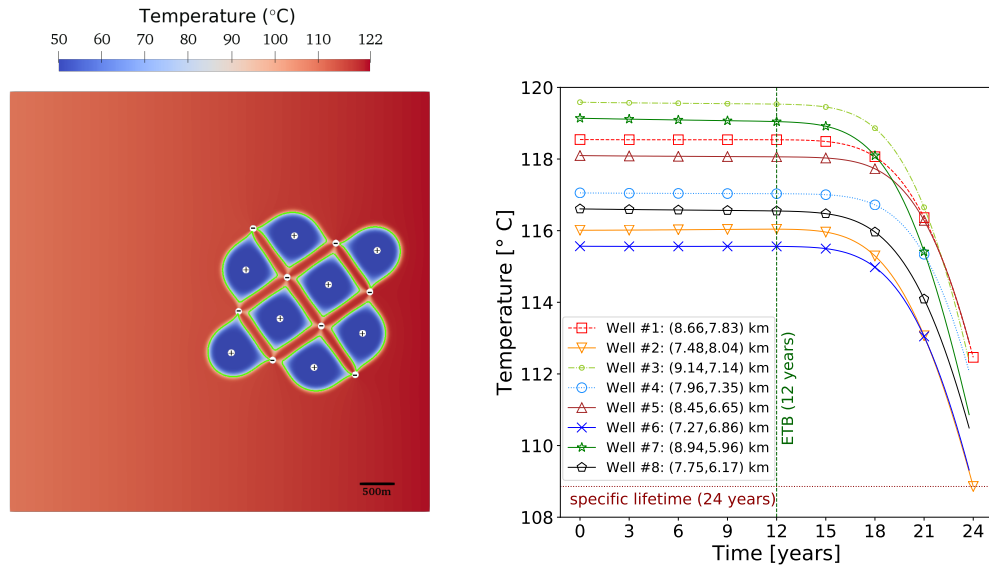 Temperature (°C)
50 60 70 80 90 100 110 122
500m
120
118
116
114
112
110
108
Temperature [° C]
Well #1: (8.66,7.83) km
Well #2: (7.48,8.04) km
Well #3: (9.14,7.14) km
Well #4: (7.96,7.35) km
Well #5: (8.45,6.65) km
Well #6: (7.27,6.86) km
Well #7: (8.94,5.96) km
Well #8: (7.75,6.17) km
ETB (12 years)
specific lifetime (24 years)
0 3 6 9 12 15 18 21 24
Time [years]